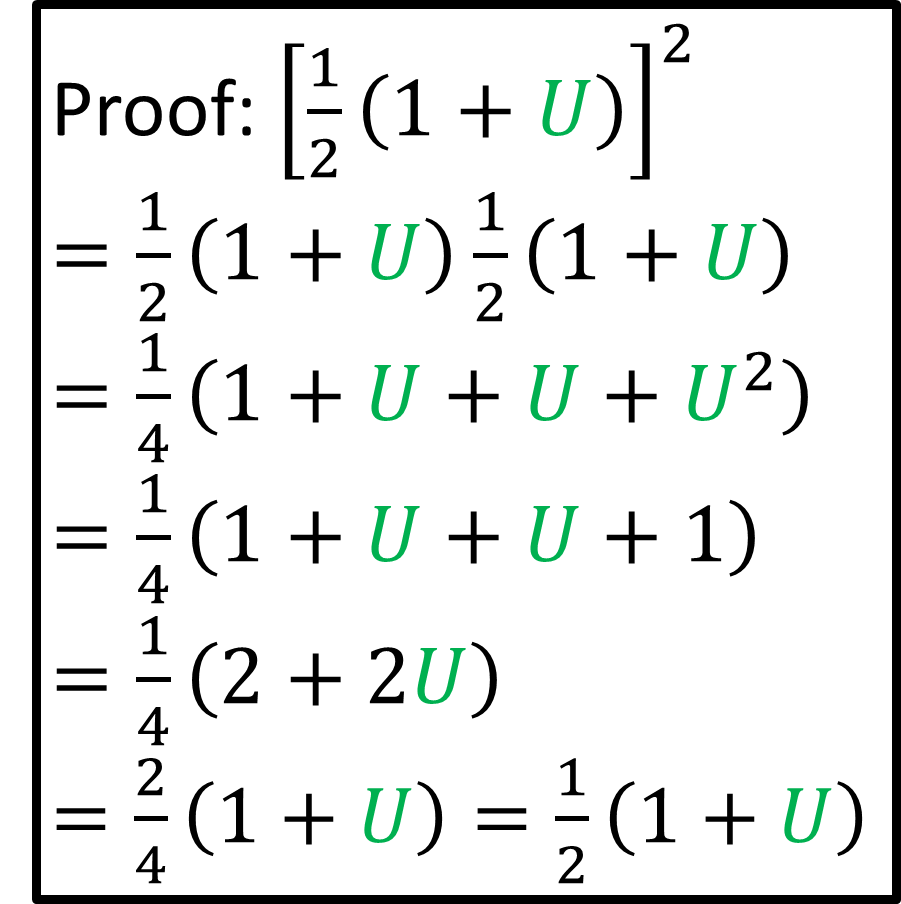 Proof: [½(1 + U)]²
= ½(1 + U)½(1 + U)
= ¼(1 + U + U + U²)
= ¼(1 + U + U + 1)
= ¼(2 + 2U)
= 2/4(1 + U) = ½(1 + U)